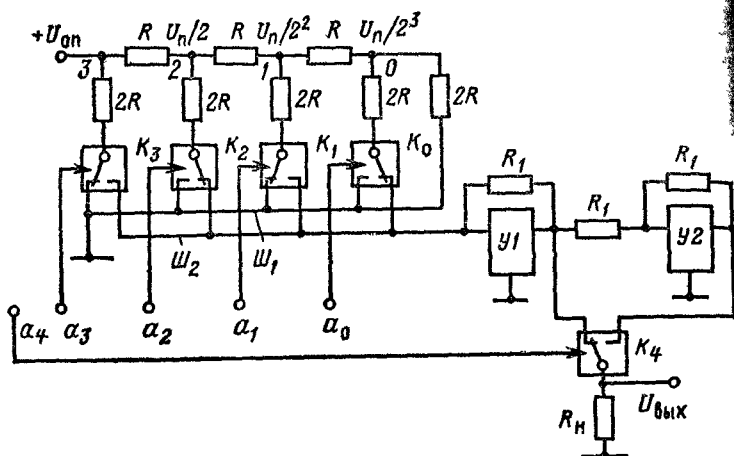 +Uоп R Uп/2 R Uп/2² R Uп/2³
3 2 1 0
2R 2R 2R 2R 2R
K₃ K₂ K₁ K₀
R₁ R₁
У1 R₁ У2
Ш₂ Ш₁
a₄ a₃ a₂ a₁ a₀
K₄
Uвых
Rн